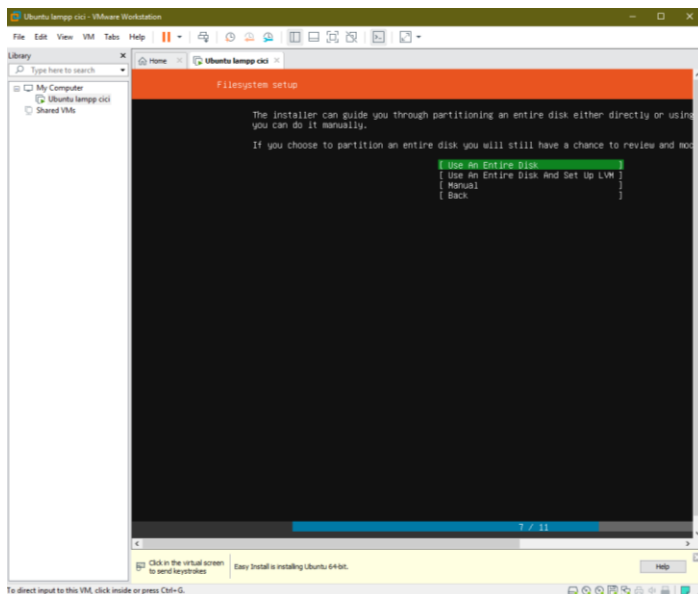 Ubuntu lampp cici - VMware Workstation
File Edit View VM Tabs Help
Library
Type here to search
My Computer
Ubuntu lampp cici
Shared VMs
Home
Ubuntu lampp cici
Filesystem setup
The installer can guide you through partitioning an entire disk either directly or using
you can do it manually.
If you choose to partition an entire disk you will still have a chance to review and mod
[ Use An Entire Disk ]
[ Use An Entire Disk And Set Up LVM ]
[ Manual ]
[ Back ]
7 / 11
Click in the virtual screen
to send keystrokes
Easy Install is installing Ubuntu 64-bit.
Help
To direct input to this VM, click inside or press Ctrl+G.